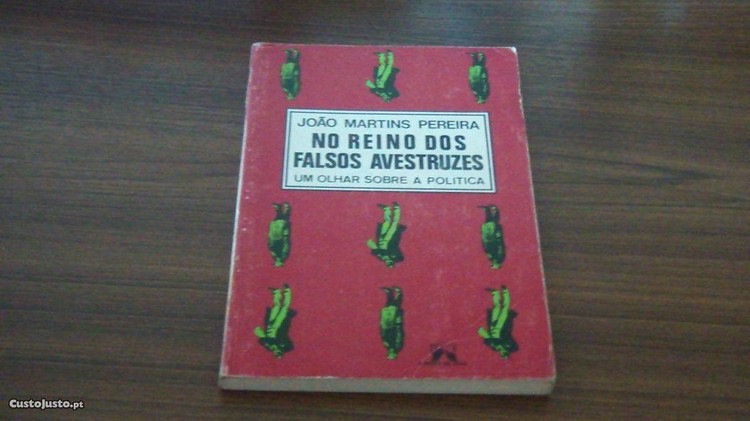 JOÃO MARTINS PEREIRA
NO REINO DOS
FALSOS AVESTRUZES
UM OLHAR SOBRE A POLITICA
CustoJusto.pt